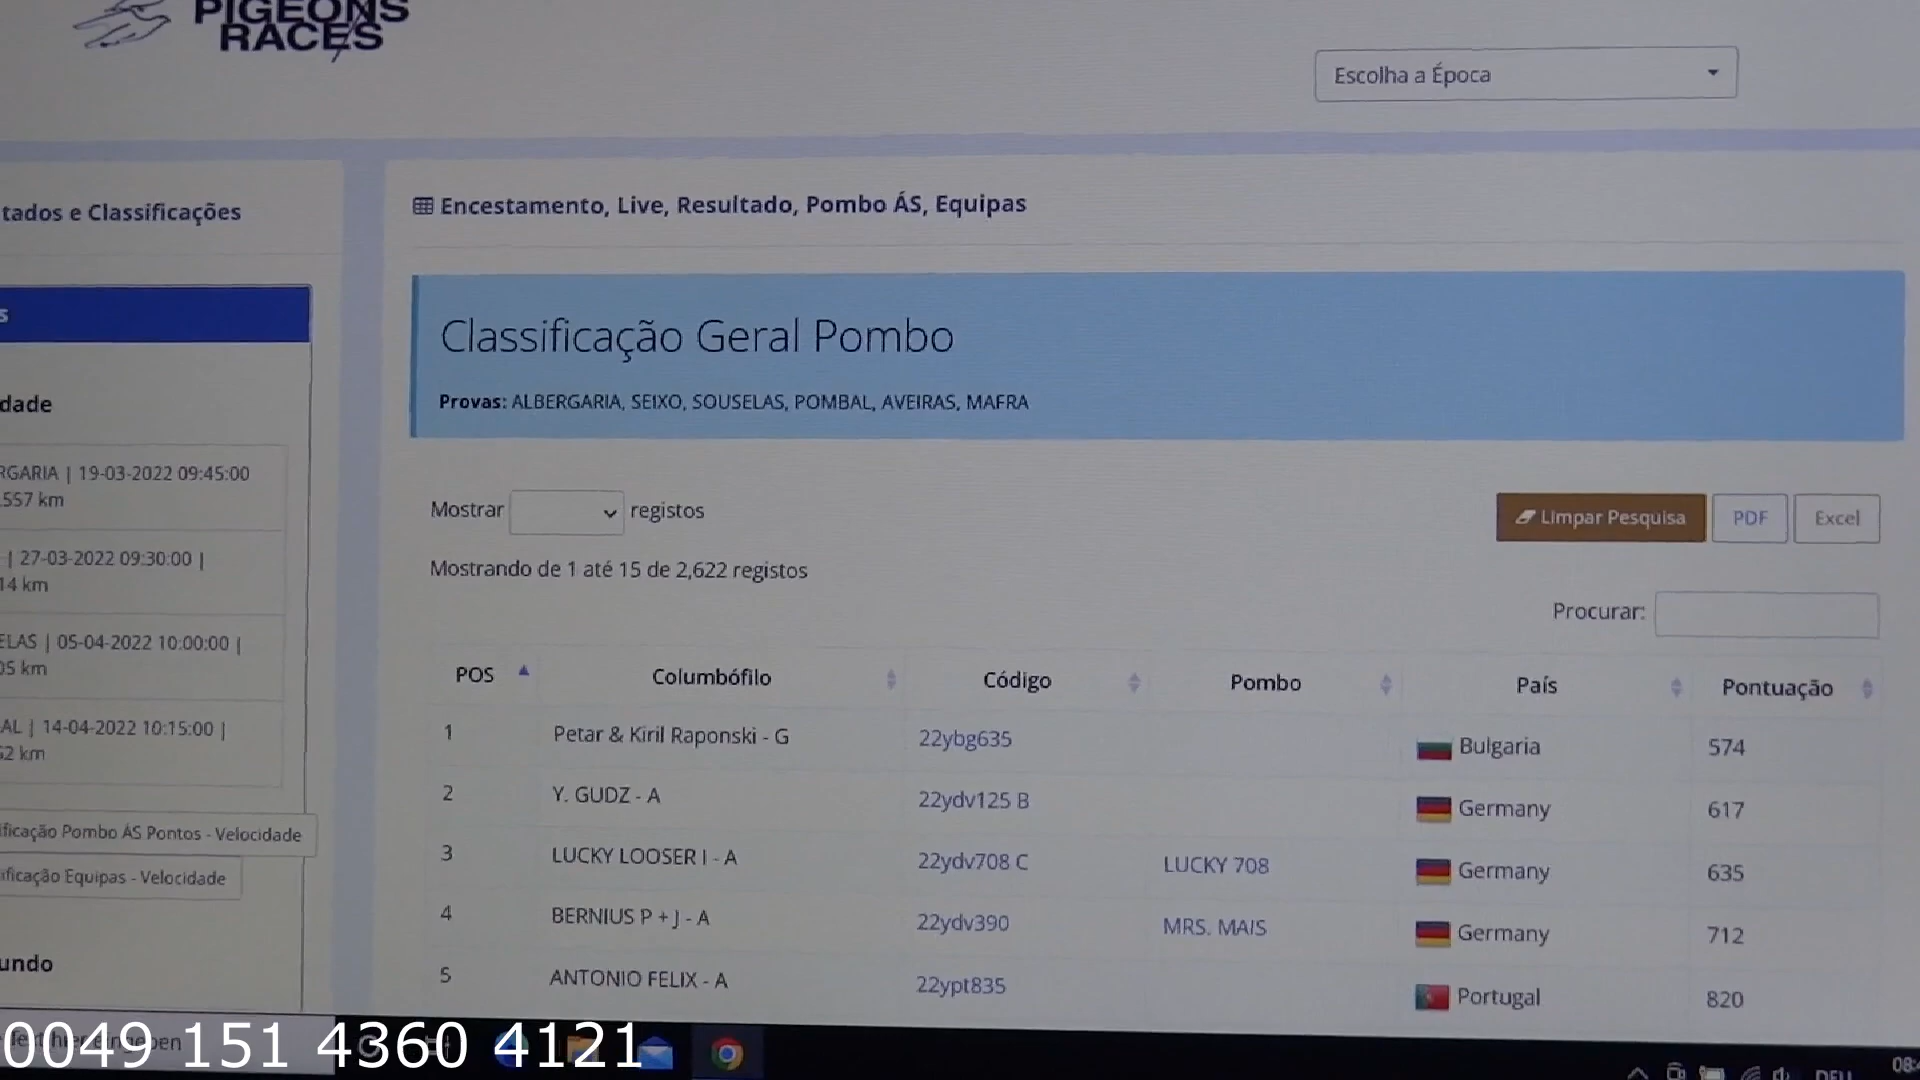 PIGEONS
RACES
Escolha a Época
tados e Classificações
s
dade
RGARIA | 19-03-2022 09:45:00
557 km
| 27-03-2022 09:30:00 |
14 km
ELAS | 05-04-2022 10:00:00 |
05 km
AL | 14-04-2022 10:15:00 |
52 km
ificação Pombo ÁS Pontos - Velocidade
ificação Equipas - Velocidade
undo
Encestamento, Live, Resultado, Pombo ÁS, Equipas
Classificação Geral Pombo
Provas: ALBERGARIA, SEIXO, SOUSELAS, POMBAL, AVEIRAS, MAFRA
Mostrar registos
Limpar Pesquisa PDF Excel
Mostrando de 1 até 15 de 2,622 registos
Procurar:
POS Columbófilo Código Pombo País Pontuação
1 Petar & Kiril Raponski - G 22ybg635 Bulgaria 574
2 Y. GUDZ - A 22ydv125 B Germany 617
3 LUCKY LOOSER I - A 22ydv708 C LUCKY 708 Germany 635
4 BERNIUS P + J - A 22ydv390 MRS. MAIS Germany 712
5 ANTONIO FELIX - A 22ypt835 Portugal 820
0049 151 4360 4121
DEU